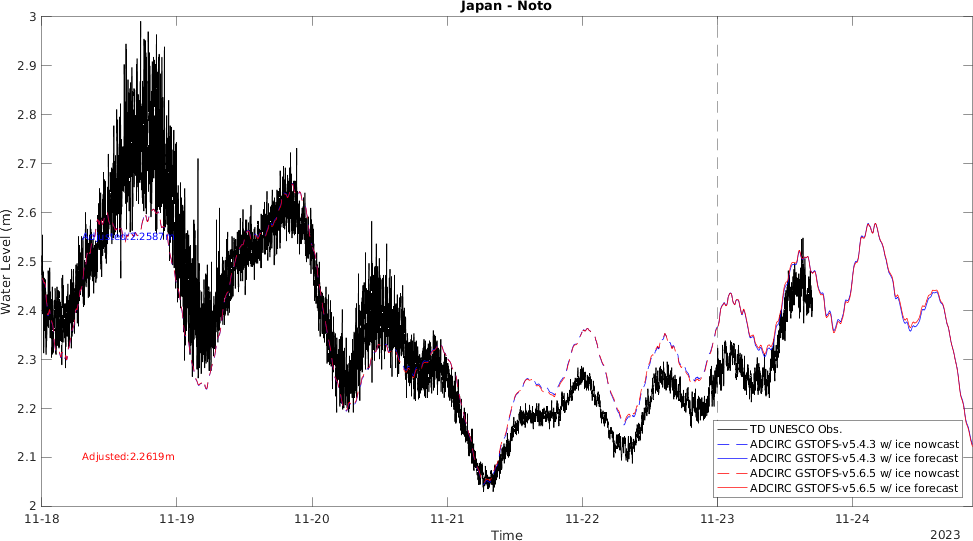 Japan - Noto
3
2.9
2.8
2.7
2.6
2.5
2.4
2.3
2.2
2.1
2
Water Level (m)
Adjusted:2.2587m
Adjusted:2.2619m
TD UNESCO Obs.
ADCIRC GSTOFS-v5.4.3 w/ ice nowcast
ADCIRC GSTOFS-v5.4.3 w/ ice forecast
ADCIRC GSTOFS-v5.6.5 w/ ice nowcast
ADCIRC GSTOFS-v5.6.5 w/ ice forecast
11-18 11-19 11-20 11-21 11-22 11-23 11-24
Time
2023